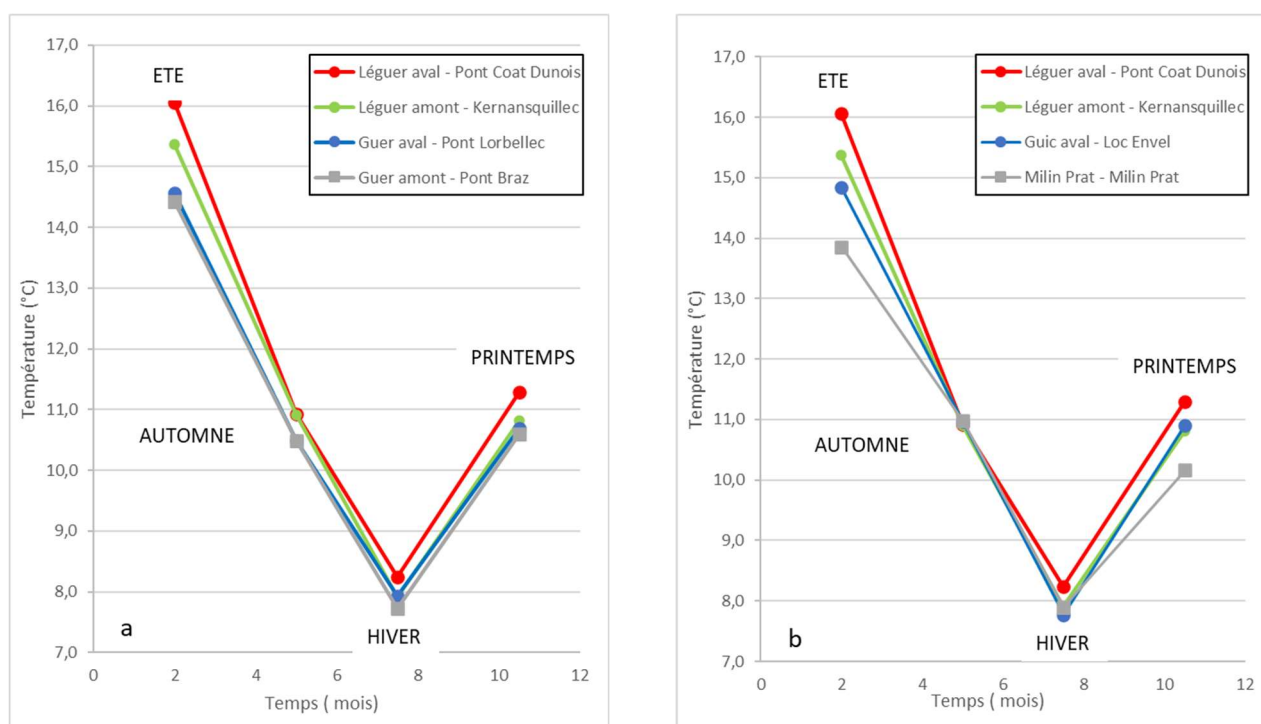 17,0
16,0
15,0
14,0
13,0
12,0
11,0
10,0
9,0
8,0
7,0
Température (°C)
ETE
Léguer aval - Pont Coat Dunois
Léguer amont - Kernansquillec
Guer aval - Pont Lorbellec
Guer amont - Pont Braz
PRINTEMPS
AUTOMNE
HIVER
a
0 2 4 6 8 10 12
Temps ( mois)
17,0
16,0
15,0
14,0
13,0
12,0
11,0
10,0
9,0
8,0
7,0
Température (°C)
ETE
Léguer aval - Pont Coat Dunois
Léguer amont - Kernansquillec
Guic aval - Loc Envel
Milin Prat - Milin Prat
PRINTEMPS
AUTOMNE
HIVER
b
0 2 4 6 8 10 12
Temps ( mois)